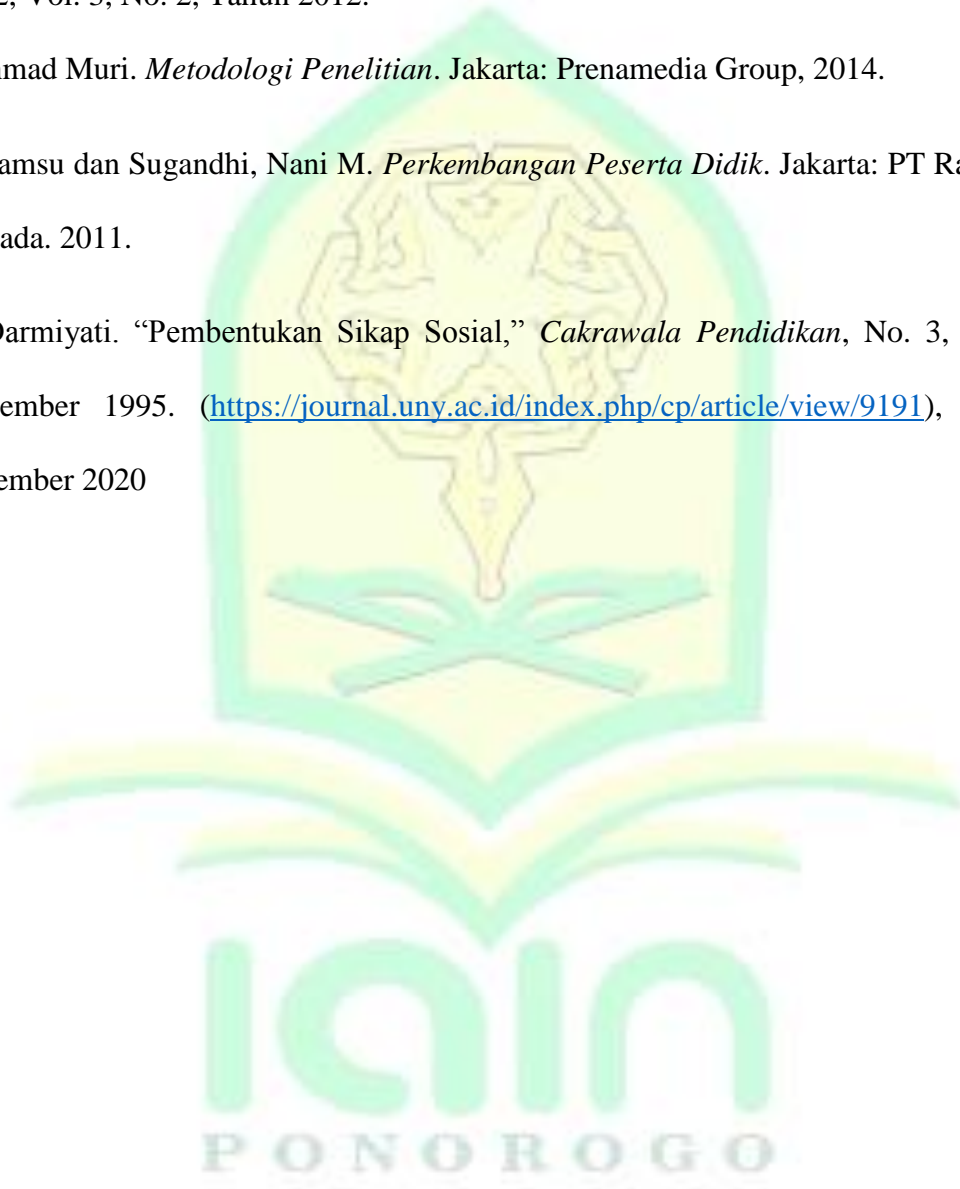 2, Vol. 3, No. 2, Tahun 2012.
mad Muri. Metodologi Penelitian. Jakarta: Prenamedia Group, 2014.
amsu dan Sugandhi, Nani M. Perkembangan Peserta Didik. Jakarta: PT Ra
ada. 2011.
Darmiyati. “Pembentukan Sikap Sosial,” Cakrawala Pendidikan, No. 3,
ember 1995. (https://journal.uny.ac.id/index.php/cp/article/view/9191),
ember 2020
iain
PONOROGO